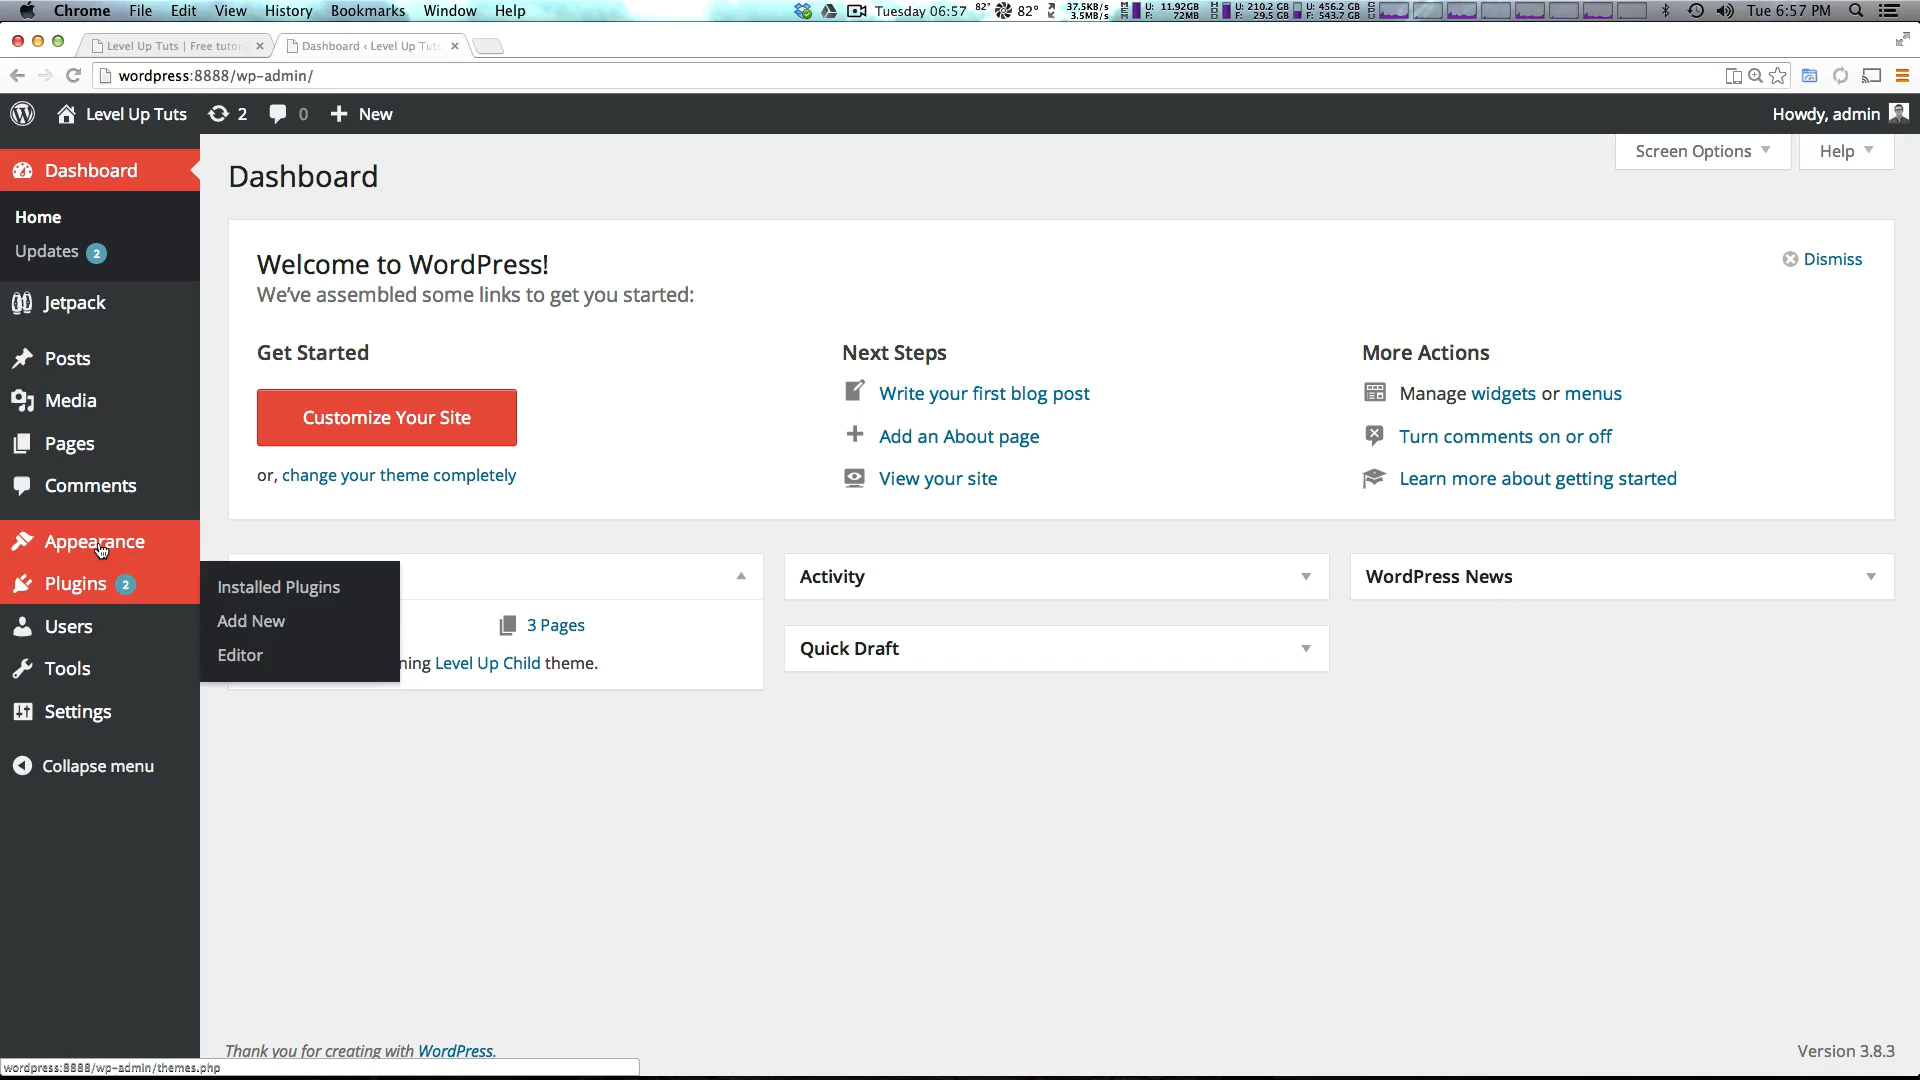 Chrome File Edit View History Bookmarks Window Help Tuesday 06:57 82° 82° 37.5KB/s 3.5MB/s U: 11.92GB F: 72MB U: 210.2 GB F: 29.5 GB U: 456.2 GB F: 543.7 GB Tue 6:57 PM
Level Up Tuts | Free tutor Dashboard ‹ Level Up Tuts
wordpress:8888/wp-admin/
Level Up Tuts 2 0 New Howdy, admin
Screen Options Help
Dashboard
Home
Updates 2
Jetpack
Posts
Media
Pages
Comments
Appearance
Plugins 2
Users
Tools
Settings
Collapse menu
Installed Plugins
Add New
Editor
Dashboard
Welcome to WordPress!
We've assembled some links to get you started:
Dismiss
Get Started
Customize Your Site
or, change your theme completely
Next Steps
Write your first blog post
Add an About page
View your site
More Actions
Manage widgets or menus
Turn comments on or off
Learn more about getting started
3 Pages
ning Level Up Child theme.
Activity
Quick Draft
WordPress News
Thank you for creating with WordPress.
Version 3.8.3
wordpress:8888/wp-admin/themes.php